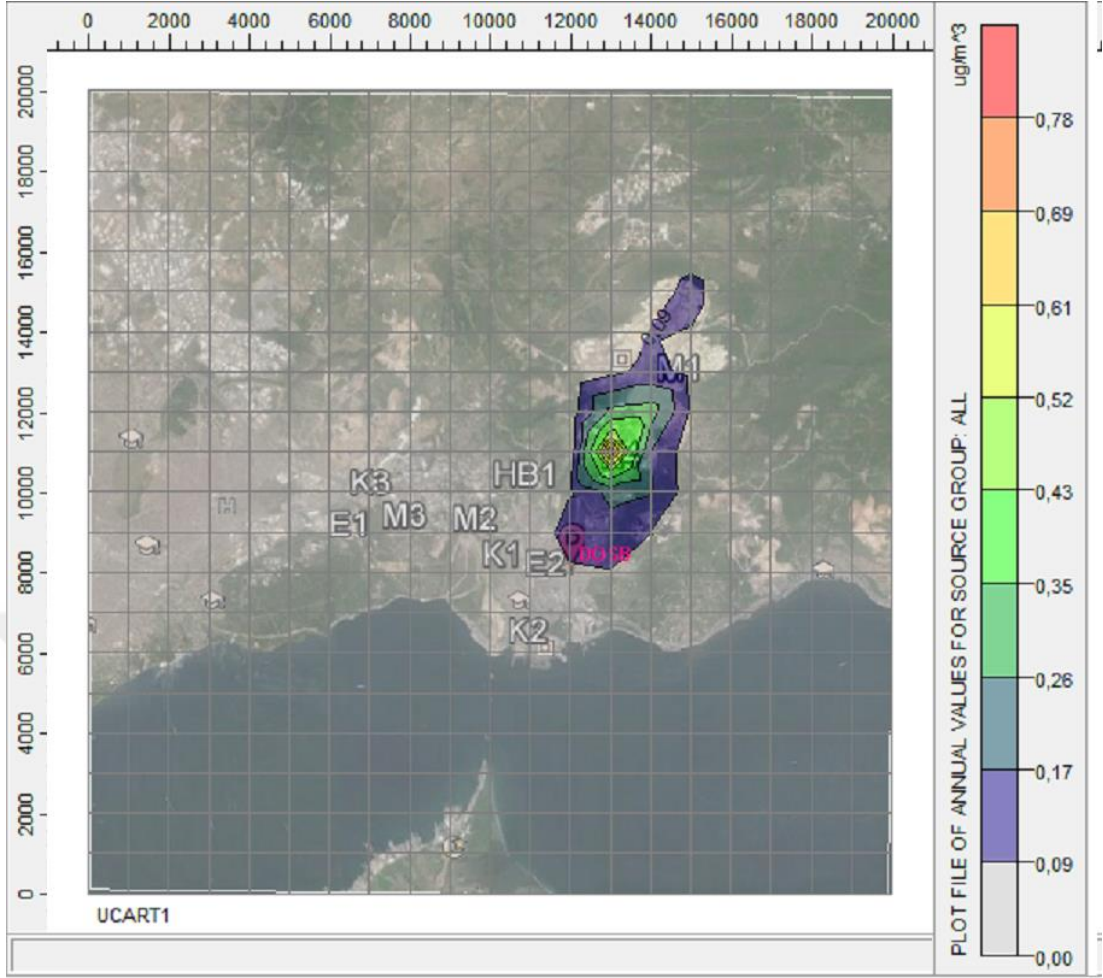 0 2000 4000 6000 8000 10000 12000 14000 16000 18000 20000
20000
18000
16000
14000
12000
10000
8000
6000
4000
2000
0
0,09
M1
HB1
K3
H
M3
M2
E1
K1
E2
DOSB
K2
UCART1
PLOT FILE OF ANNUAL VALUES FOR SOURCE GROUP: ALL
ug/m^3
0,78
0,69
0,61
0,52
0,43
0,35
0,26
0,17
0,09
0,00